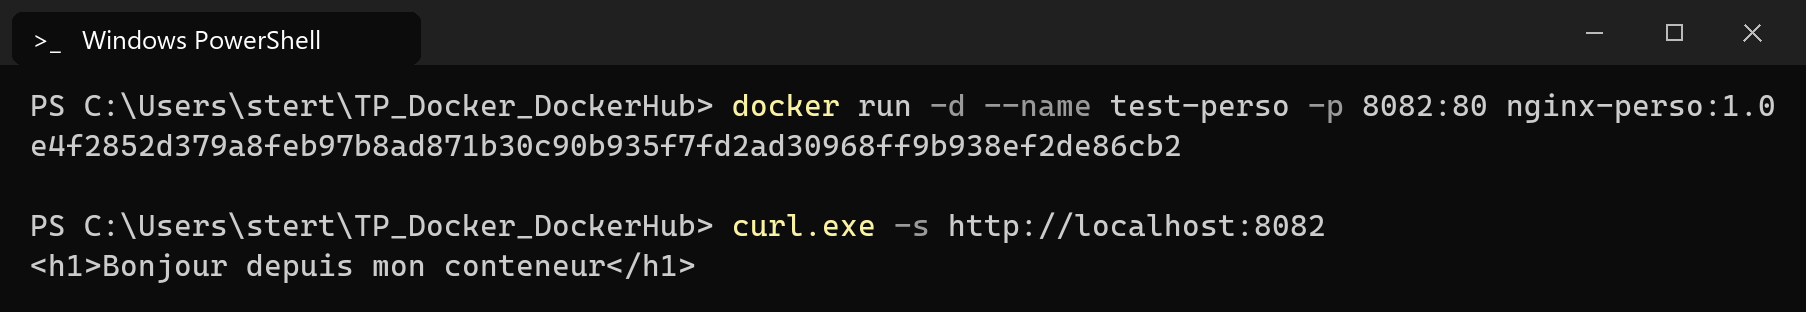 >_ Windows PowerShell
PS C:\Users\stert\TP_Docker_DockerHub> docker run -d --name test-perso -p 8082:80 nginx-perso:1.0
e4f2852d379a8feb97b8ad871b30c90b935f7fd2ad30968ff9b938ef2de86cb2
PS C:\Users\stert\TP_Docker_DockerHub> curl.exe -s http://localhost:8082
<h1>Bonjour depuis mon conteneur</h1>